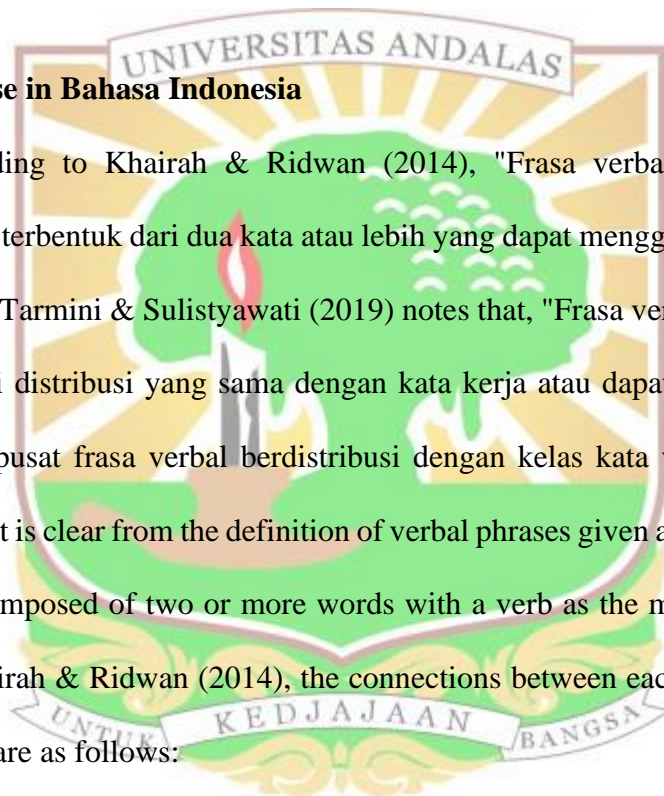 UNIVERSITAS ANDALAS
se in Bahasa Indonesia
ding to Khairah & Ridwan (2014), "Frasa verba
terbentuk dari dua kata atau lebih yang dapat mengg
Tarmini & Sulistyawati (2019) notes that, "Frasa ver
i distribusi yang sama dengan kata kerja atau dapat
pusat frasa verbal berdistribusi dengan kelas kata v
t is clear from the definition of verbal phrases given a
mposed of two or more words with a verb as the m
irah & Ridwan (2014), the connections between each
UNTUK KEDJAJAAN BANGSA
are as follows: